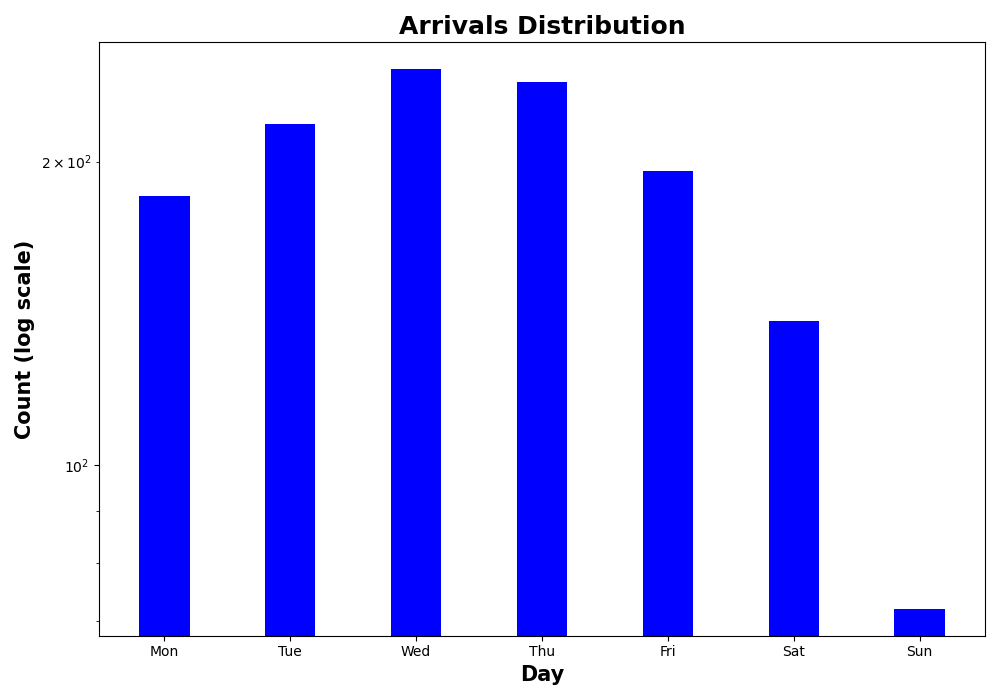 Arrivals Distribution
Count (log scale)
2 × 10²
10²
Mon Tue Wed Thu Fri Sat Sun
Day